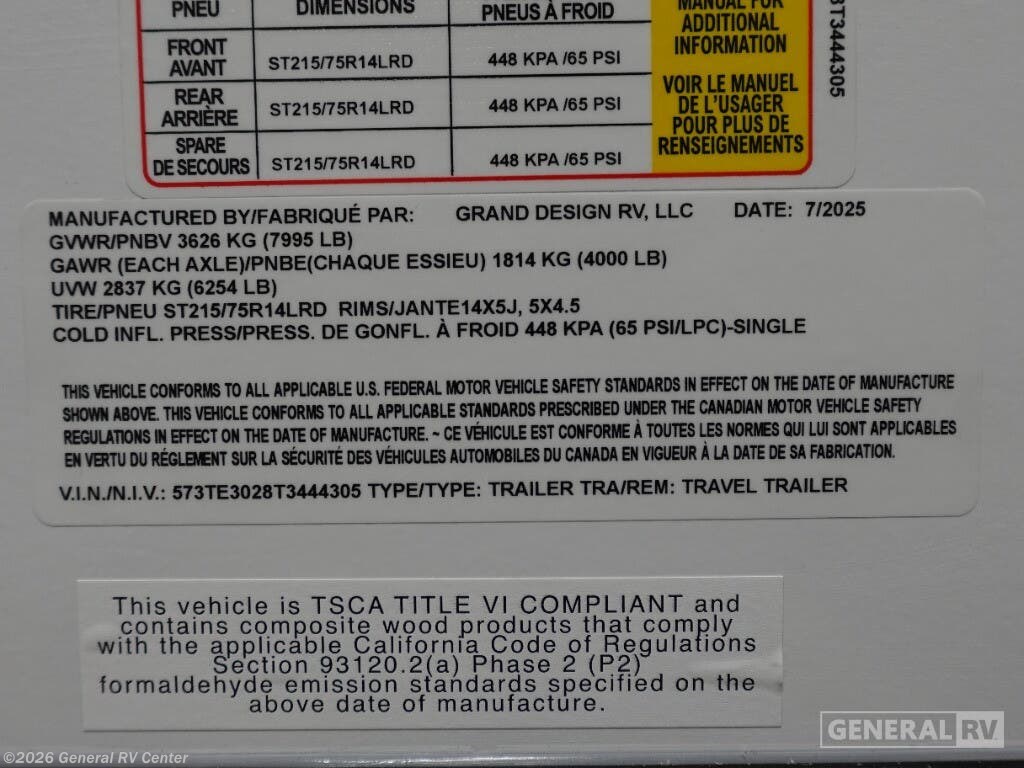 PNEU DIMENSIONS PNEUS À FROID
FRONT AVANT ST215/75R14LRD 448 KPA /65 PSI
REAR ARRIÈRE ST215/75R14LRD 448 KPA /65 PSI
SPARE DE SECOURS ST215/75R14LRD 448 KPA /65 PSI
MANUAL FOR
ADDITIONAL
INFORMATION
VOIR LE MANUEL
DE L'USAGER
POUR PLUS DE
RENSEIGNEMENTS
3T3444305
MANUFACTURED BY/FABRIQUÉ PAR: GRAND DESIGN RV, LLC DATE: 7/2025
GVWR/PNBV 3626 KG (7995 LB)
GAWR (EACH AXLE)/PNBE(CHAQUE ESSIEU) 1814 KG (4000 LB)
UVW 2837 KG (6254 LB)
TIRE/PNEU ST215/75R14LRD RIMS/JANTE14X5J, 5X4.5
COLD INFL. PRESS/PRESS. DE GONFL. À FROID 448 KPA (65 PSI/LPC)-SINGLE
THIS VEHICLE CONFORMS TO ALL APPLICABLE U.S. FEDERAL MOTOR VEHICLE SAFETY STANDARDS IN EFFECT ON THE DATE OF MANUFACTURE
SHOWN ABOVE. THIS VEHICLE CONFORMS TO ALL APPLICABLE STANDARDS PRESCRIBED UNDER THE CANADIAN MOTOR VEHICLE SAFETY
REGULATIONS IN EFFECT ON THE DATE OF MANUFACTURE. ~ CE VÉHICULE EST CONFORME À TOUTES LES NORMES QUI LUI SONT APPLICABLES
EN VERTU DU RÉGLEMENT SUR LA SÉCURITÉ DES VÉHICULES AUTOMOBILES DU CANADA EN VIGUEUR À LA DATE DE SA FABRICATION.
V.I.N./N.I.V.: 573TE3028T3444305 TYPE/TYPE: TRAILER TRA/REM: TRAVEL TRAILER
This vehicle is TSCA TITLE VI COMPLIANT and
contains composite wood products that comply
with the applicable California Code of Regulations
Section 93120.2(a) Phase 2 (P2)
formaldehyde emission standards specified on the
above date of manufacture.
GENERAL RV
©2026 General RV Center